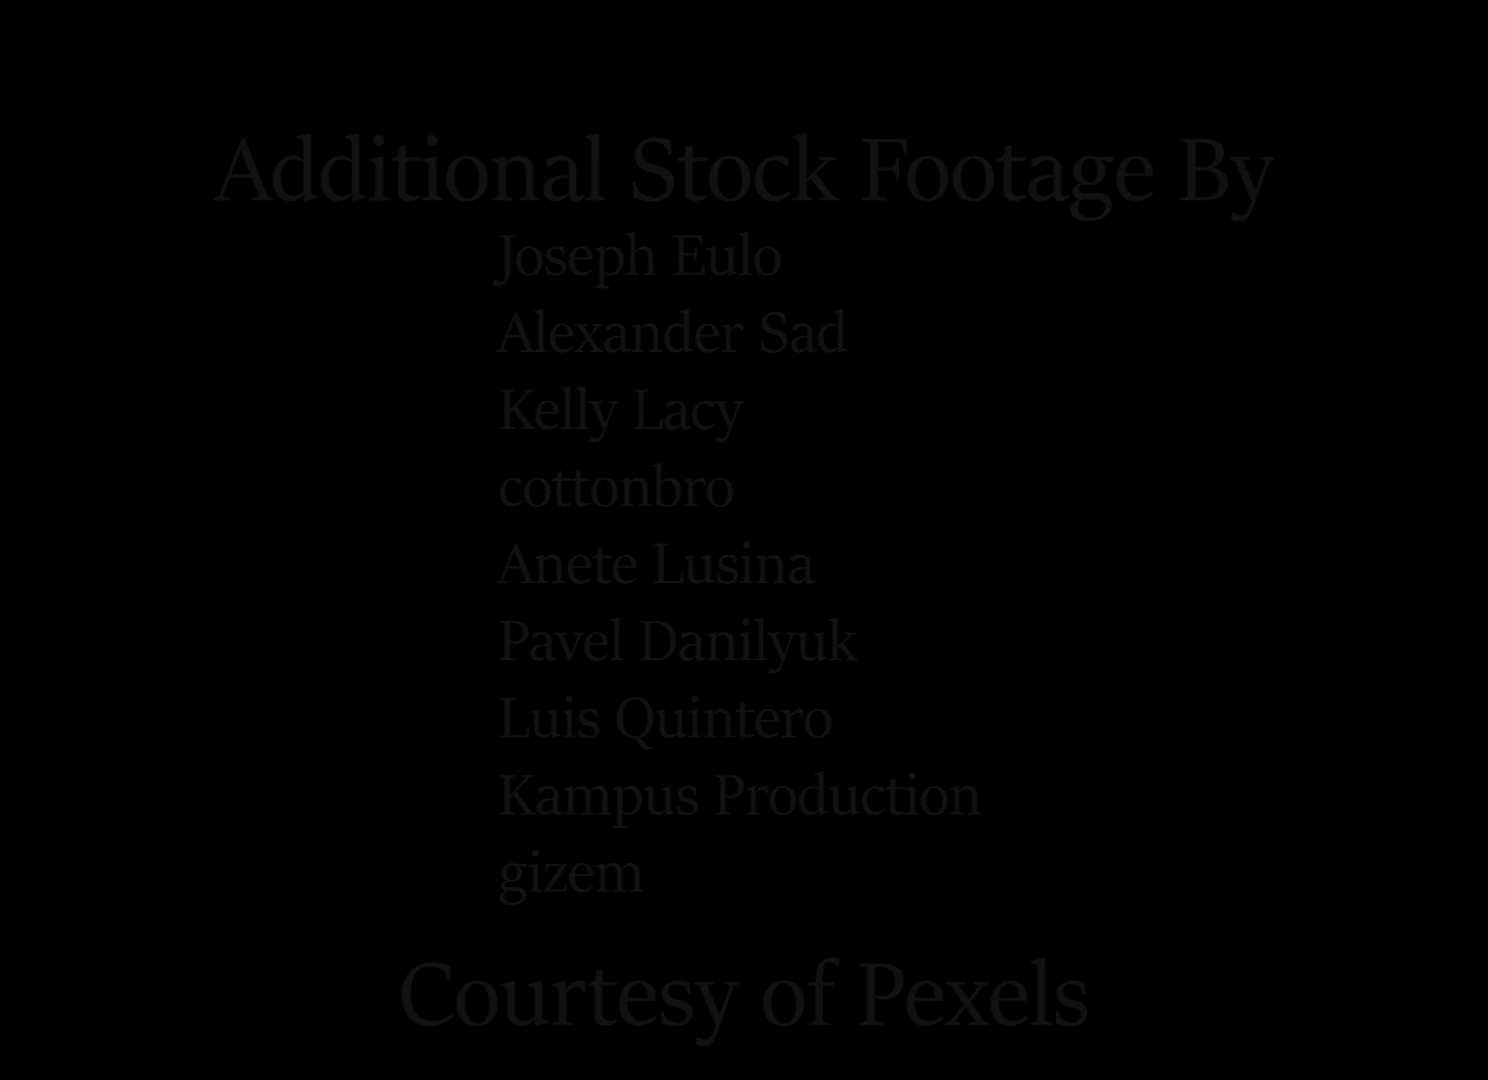 Additional Stock Footage By
Joseph Eulo
Alexander Sad
Kelly Lacy
cottonbro
Anete Lusina
Pavel Danilyuk
Luis Quintero
Kampus Production
gizem
Courtesy of Pexels